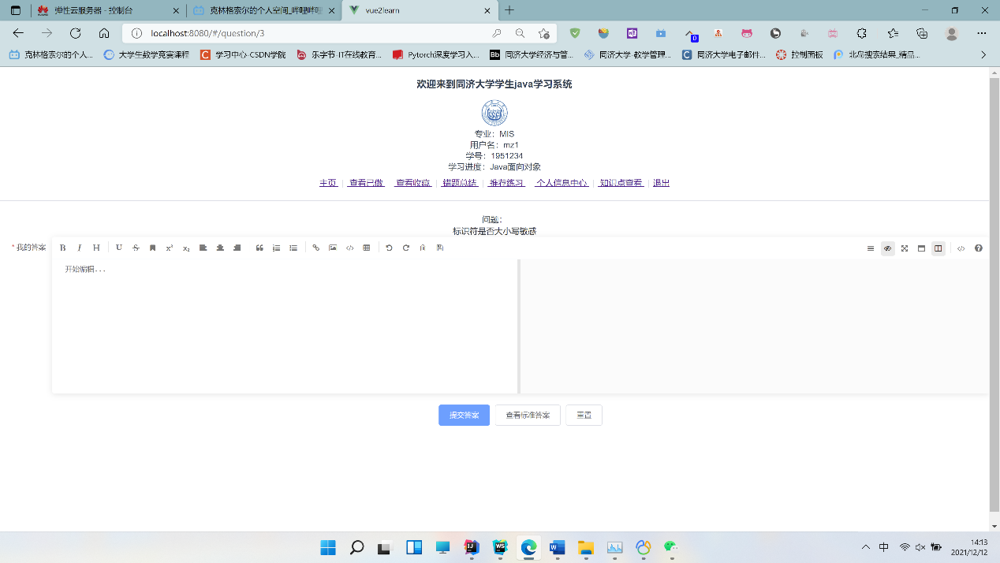 弹性云服务器 - 控制台
克林格索尔的个人空间_哔哩哔哩
vue2learn
localhost:8080/#/question/3
克林格索尔的个人...
大学生数学竞赛课程
学习中心-CSDN学院
乐字节-IT在线教育...
Pytorch深度学习入...
同济大学经济与管...
同济大学-教学管理...
同济大学电子邮件...
控制面板
北邙搜索结果_精品...
欢迎来到同济大学学生java学习系统
专业：MIS
用户名：mz1
学号：1951234
学习进度：Java面向对象
主页 | 查看已做 | 查看收藏 | 错题总结 | 推荐练习 | 个人信息中心 | 知识点查看 | 退出
问题：
标识符是否大小写敏感
* 我的答案
开始编辑...
提交答案 查看标准答案 重置
中
14:13
2021/12/12